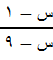 س – ١
س – ٩